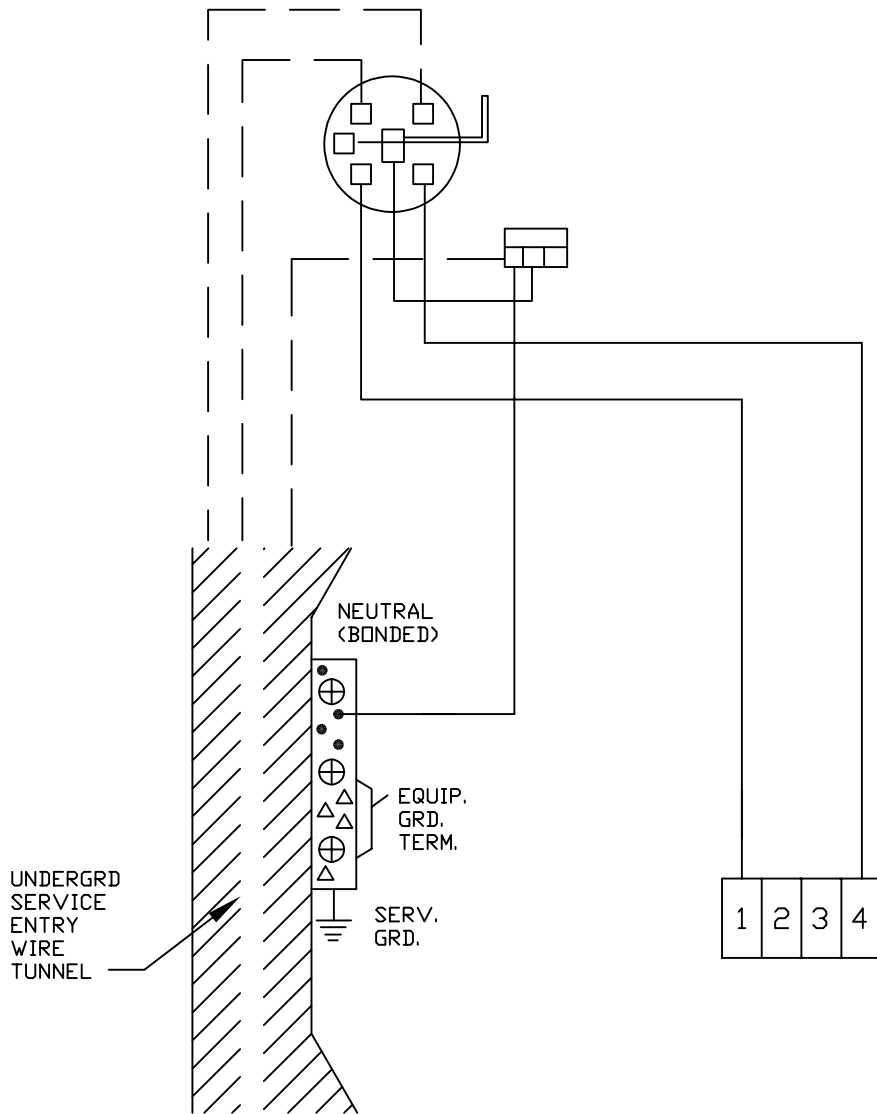 NEUTRAL
(BONDED)
EQUIP.
GRD.
TERM.
UNDERGRD
SERVICE
ENTRY
WIRE
TUNNEL
SERV.
GRD.
1 2 3 4